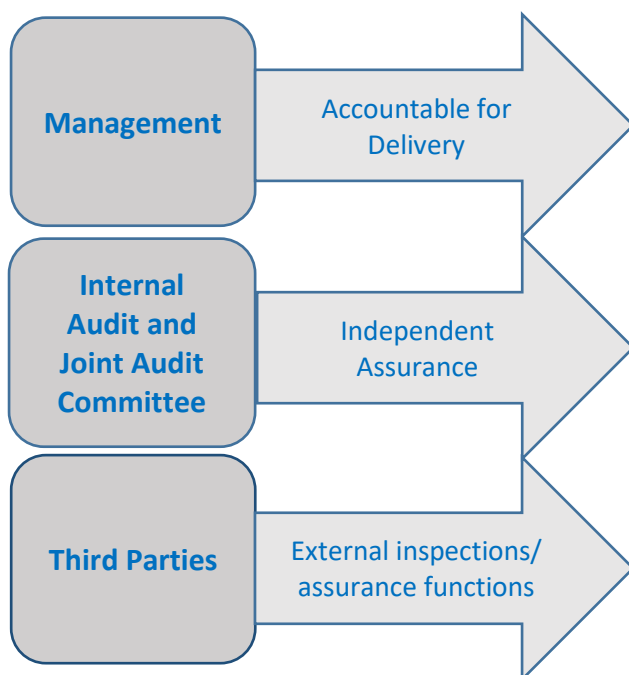 Management
Accountable for
Delivery
Internal
Audit and
Joint Audit
Committee
Independent
Assurance
Third Parties
External inspections/
assurance functions